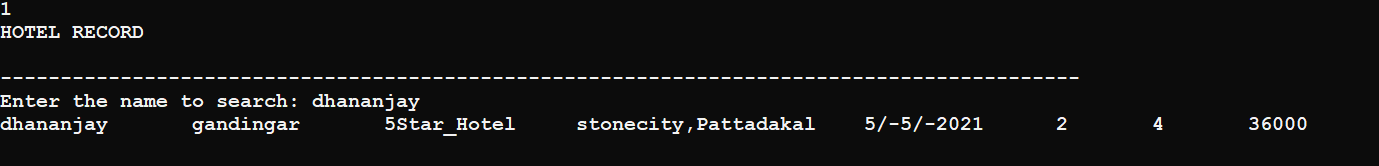 1
HOTEL RECORD
------------------------------------------------------------------------------------------
Enter the name to search: dhananjay
dhananjay       gandingar       5Star_Hotel     stonecity,Pattadakal    5/-5/-2021      2       4       36000